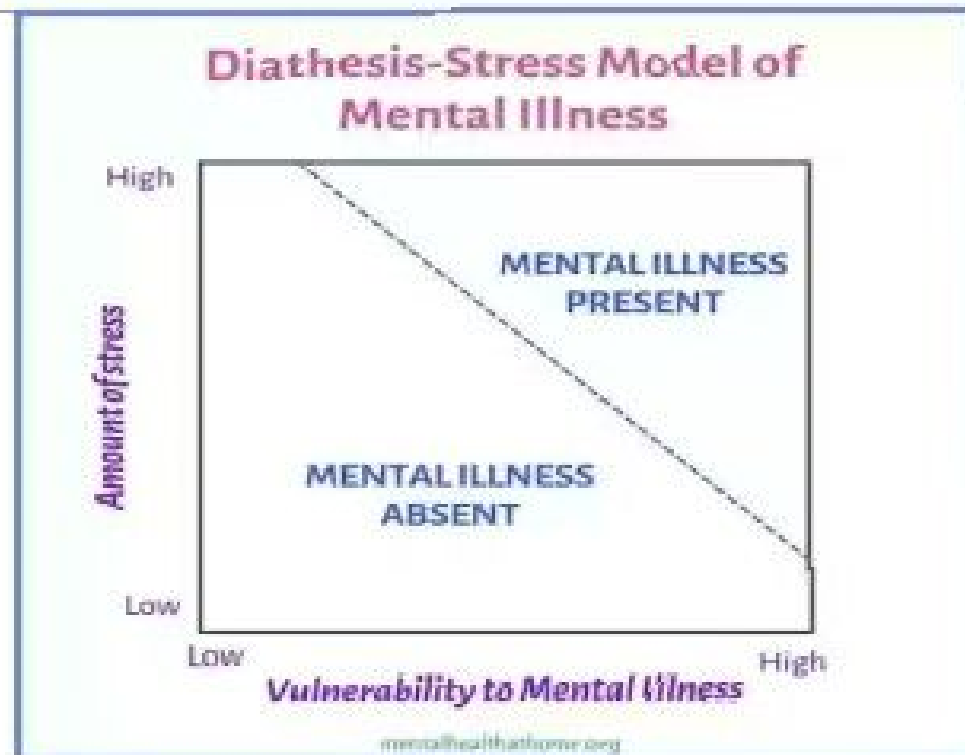 Diathesis-Stress Model of
Mental Illness
High
MENTAL ILLNESS
PRESENT
Amount of stress
MENTAL ILLNESS
ABSENT
Low
Low
High
Vulnerability to Mental Illness
mentalhealthathome.org